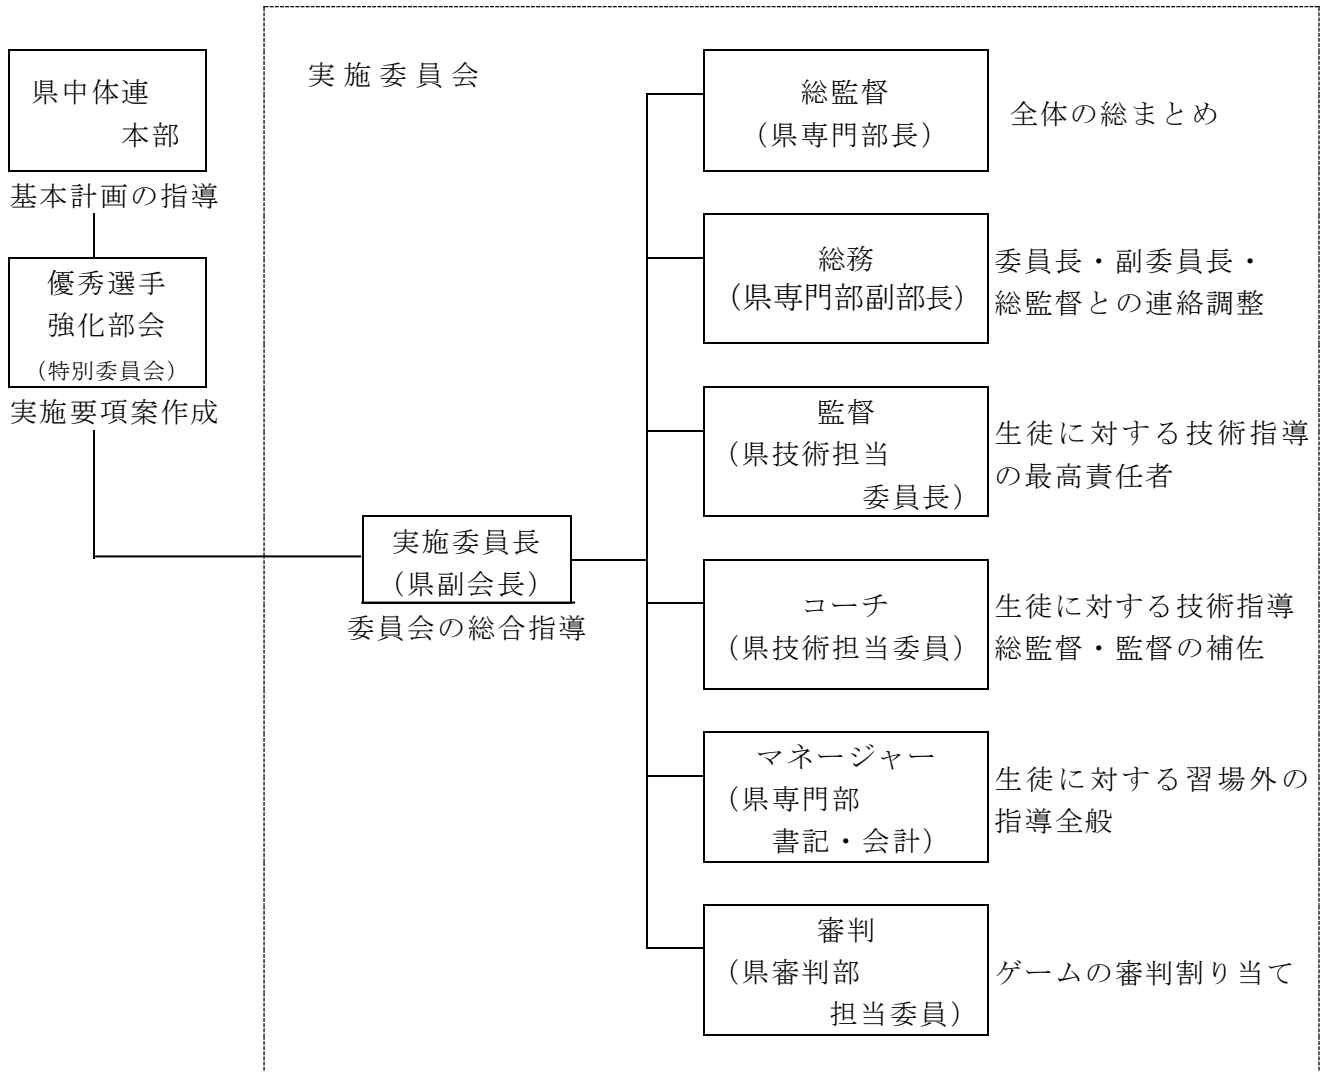 県中体連
本部
基本計画の指導
優秀選手
強化部会
（特別委員会）
実施要項案作成
実施委員会
実施委員長
（県副会長）
委員会の総合指導
総監督
（県専門部長）
全体の総まとめ
総務
（県専門部副部長）
委員長・副委員長・
総監督との連絡調整
監督
（県技術担当
委員長）
生徒に対する技術指導
の最高責任者
コーチ
（県技術担当委員）
生徒に対する技術指導
総監督・監督の補佐
マネージャー
（県専門部
書記・会計）
生徒に対する習場外の
指導全般
審判
（県審判部
担当委員）
ゲームの審判割り当て